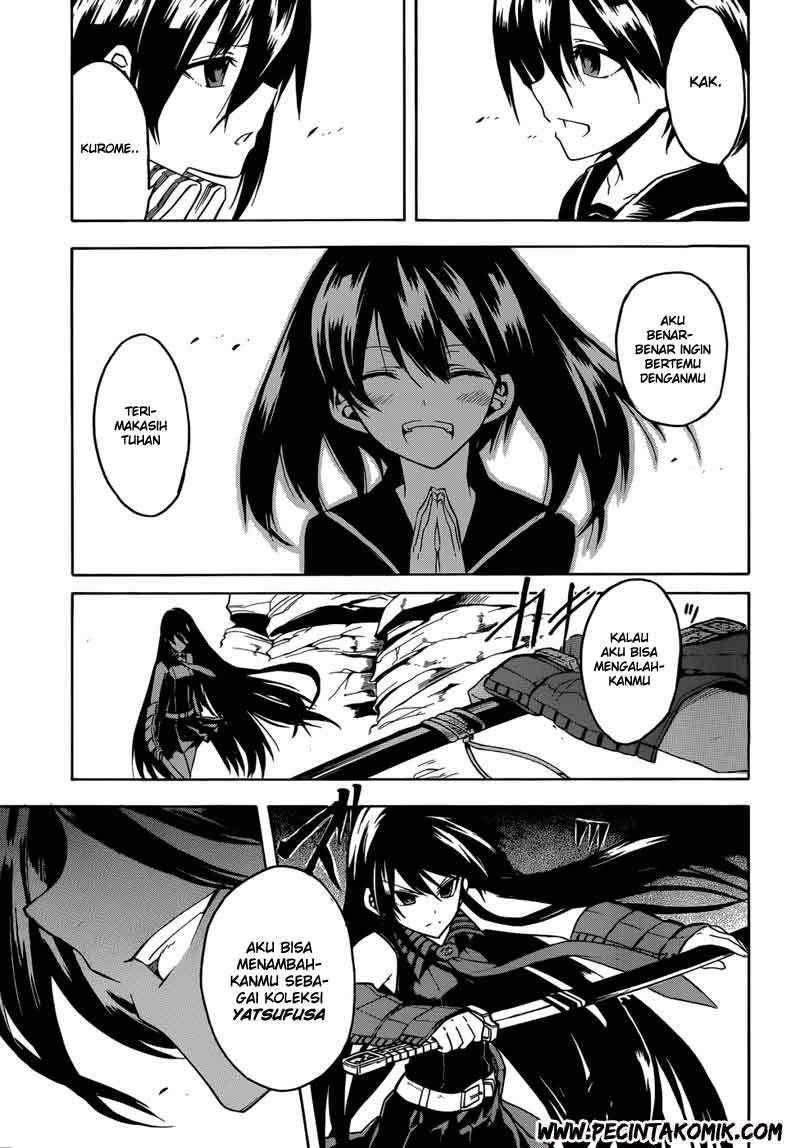 KAK.
KUROME..
AKU
BENAR-
BENAR INGIN
BERTEMU
DENGANMU
TERI-
MAKASIH
TUHAN
KALAU
AKU BISA
MENGALAH-
KANMU
AKU BISA
MENAMBAH-
KANMU SEBA-
GAI KOLEKSI
YATSUFUSA
WWW.PECINTAKOMIK.COM